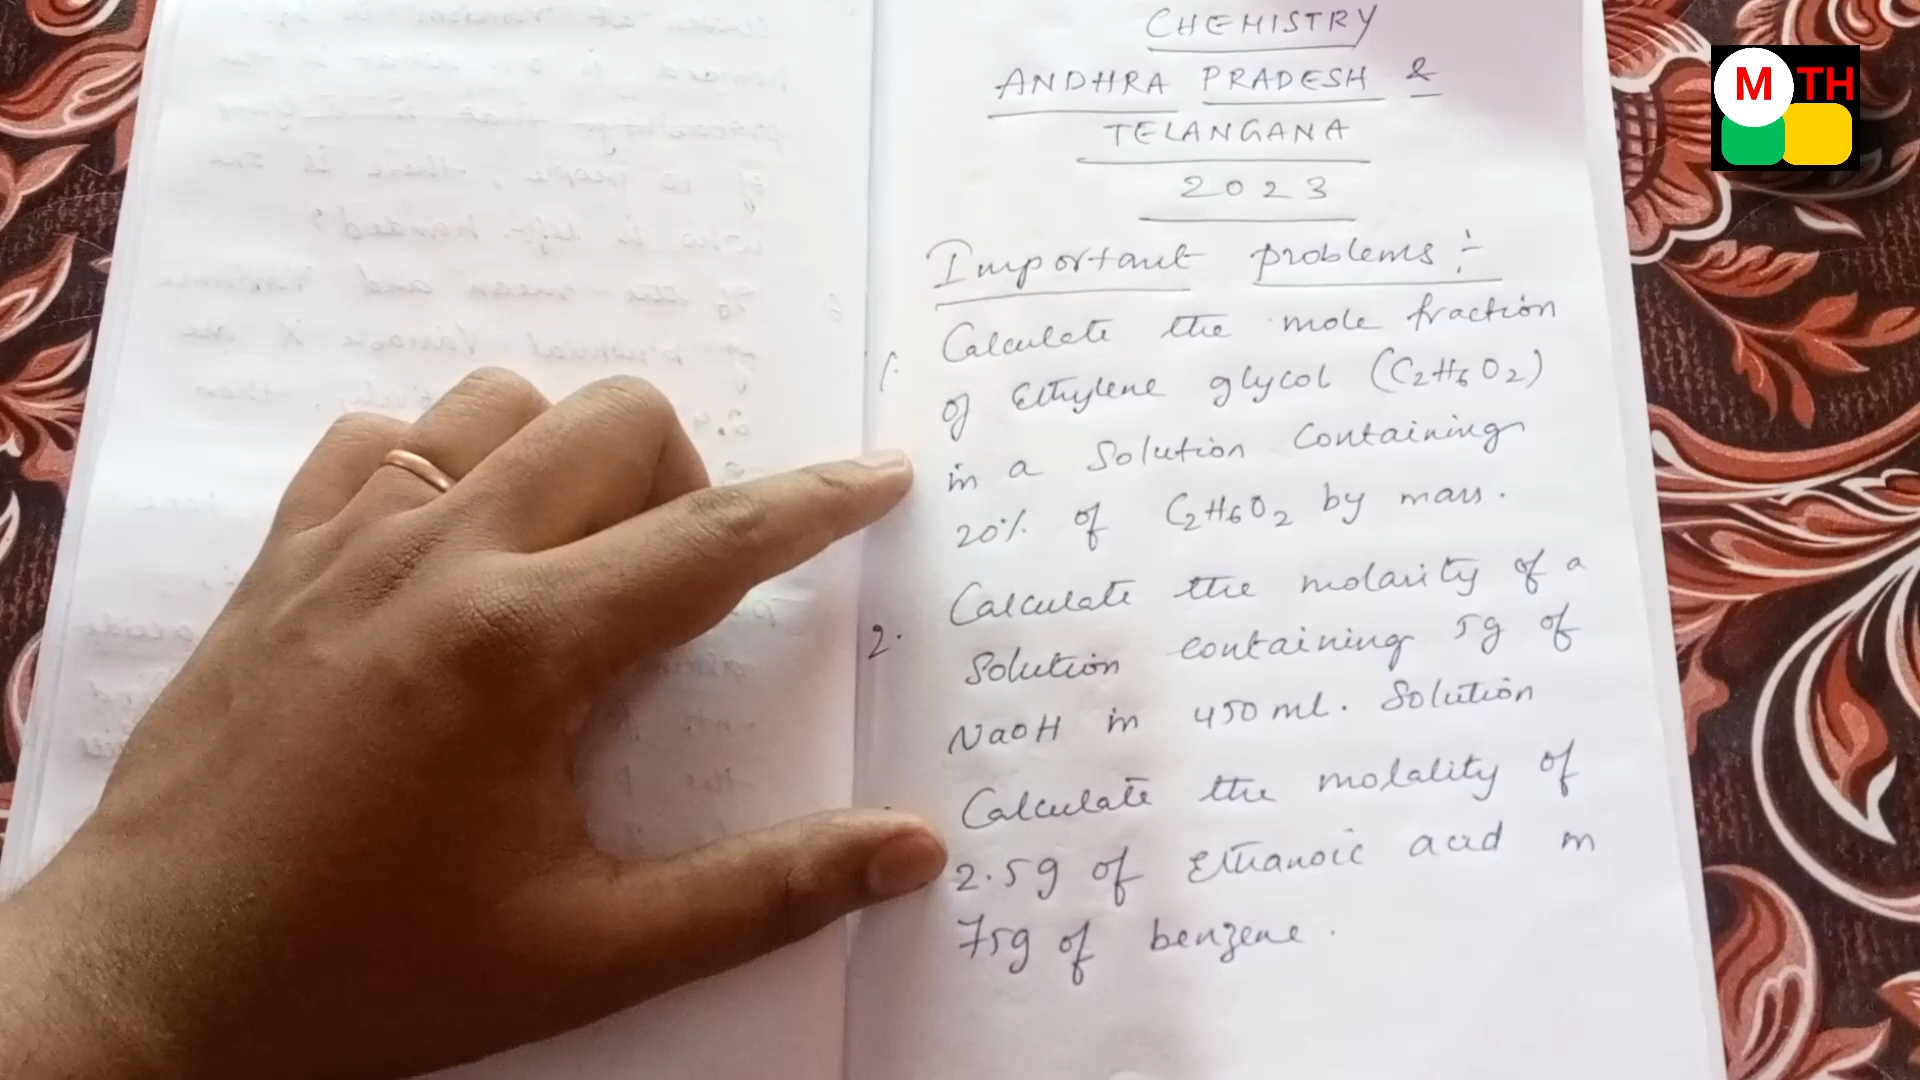 CHEMISTRY
ANDHRA PRADESH &
TELANGANA
2023
Important problems :-
1. Calculate the mole fraction
of Ethylene glycol (C2H6O2)
in a Solution Containing
20% of C2H6O2 by mass.
2. Calculate the molarity of a
Solution containing 5g of
NaOH in 450 ml. Solution
Calculate the molality of
2.5g of Ethanoic acid in
75g of benzene.
M TH